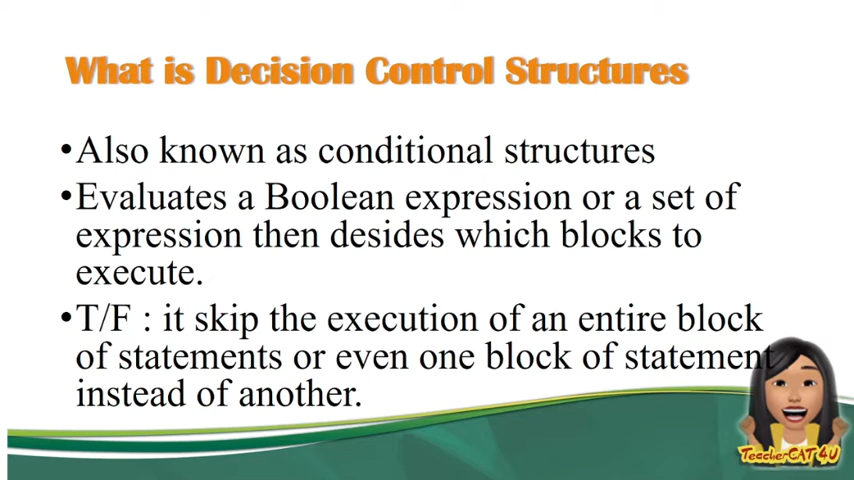 What is Decision Control Structures
•Also known as conditional structures
•Evaluates a Boolean expression or a set of
expression then desides which blocks to
execute.
•T/F : it skip the execution of an entire block
of statements or even one block of statement
instead of another.
TeacherCAT4U